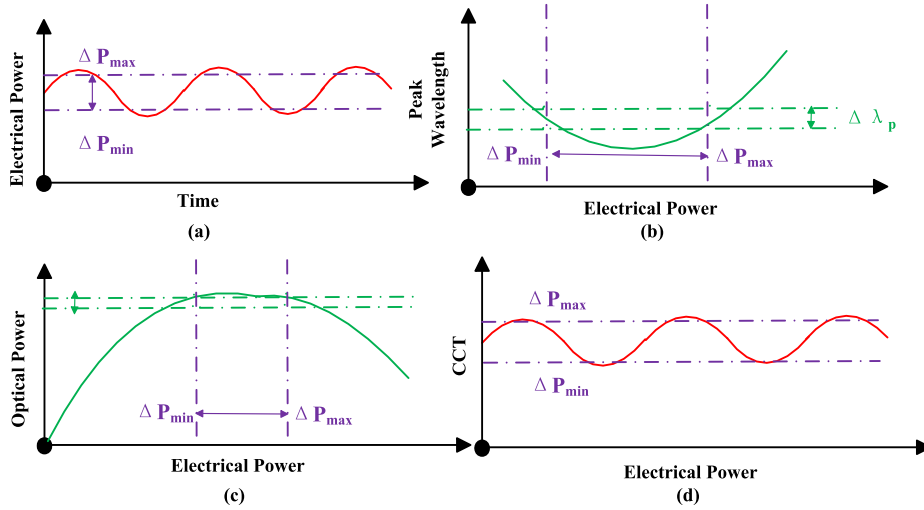 Electrical Power
Δ Pmax
Δ Pmin
Time
(a)
Peak
Wavelength
Δ λp
Δ Pmin
Δ Pmax
Electrical Power
(b)
Optical Power
Δ Pmin
Δ Pmax
Electrical Power
(c)
CCT
Δ Pmax
Δ Pmin
Electrical Power
(d)